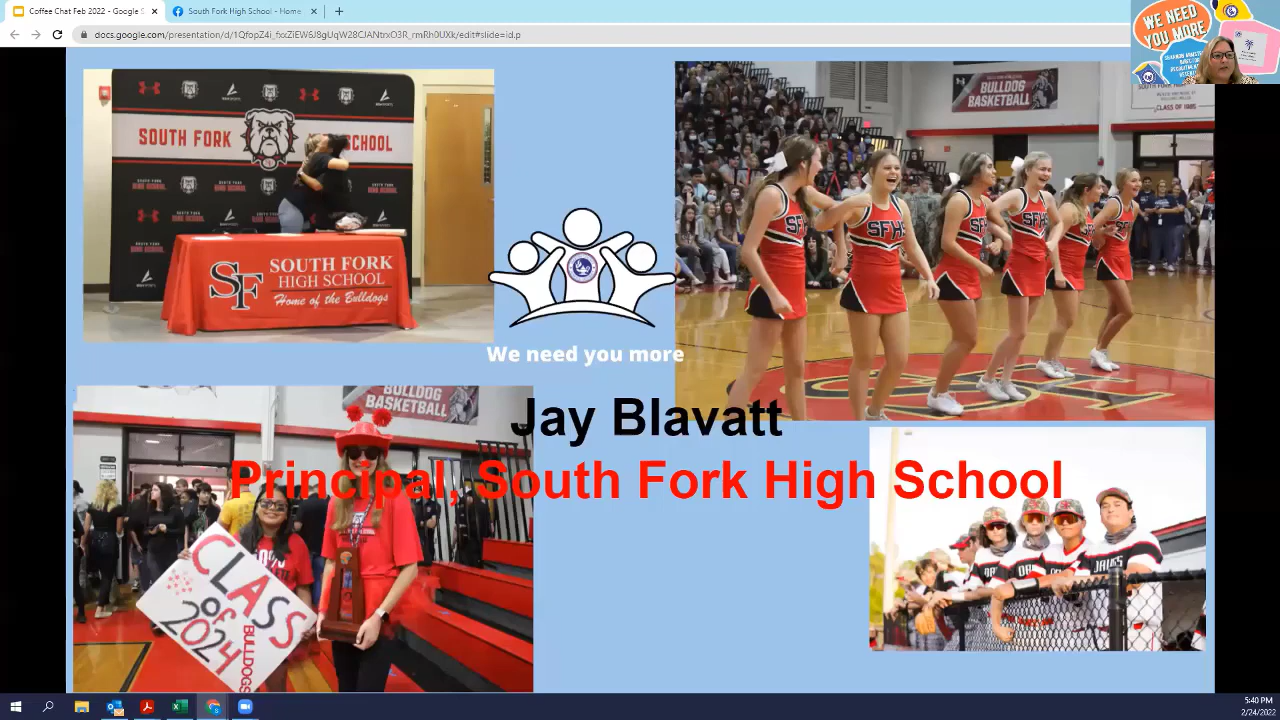 Coffee Chat Feb 2022 - Google S
South Fork High School - Home
docs.google.com/presentation/d/1QfopZ4i_fxxZiEW6J8gUqW28CJANtrxO3R_rmRh0UXk/edit#slide=id.p
WE NEED
YOU MORE
SOUTH FORK
SCHOOL
SF
SOUTH FORK
HIGH SCHOOL
Home of the Bulldogs
BULLDOG
BASKETBALL
CLASS OF 1985
SFHS
SFHS
We need you more
BULLDOG
BASKETBALL
Jay Blavatt
Principal, South Fork High School
CLASS
of
2024
BULLDOGS
5:40 PM
2/24/2022